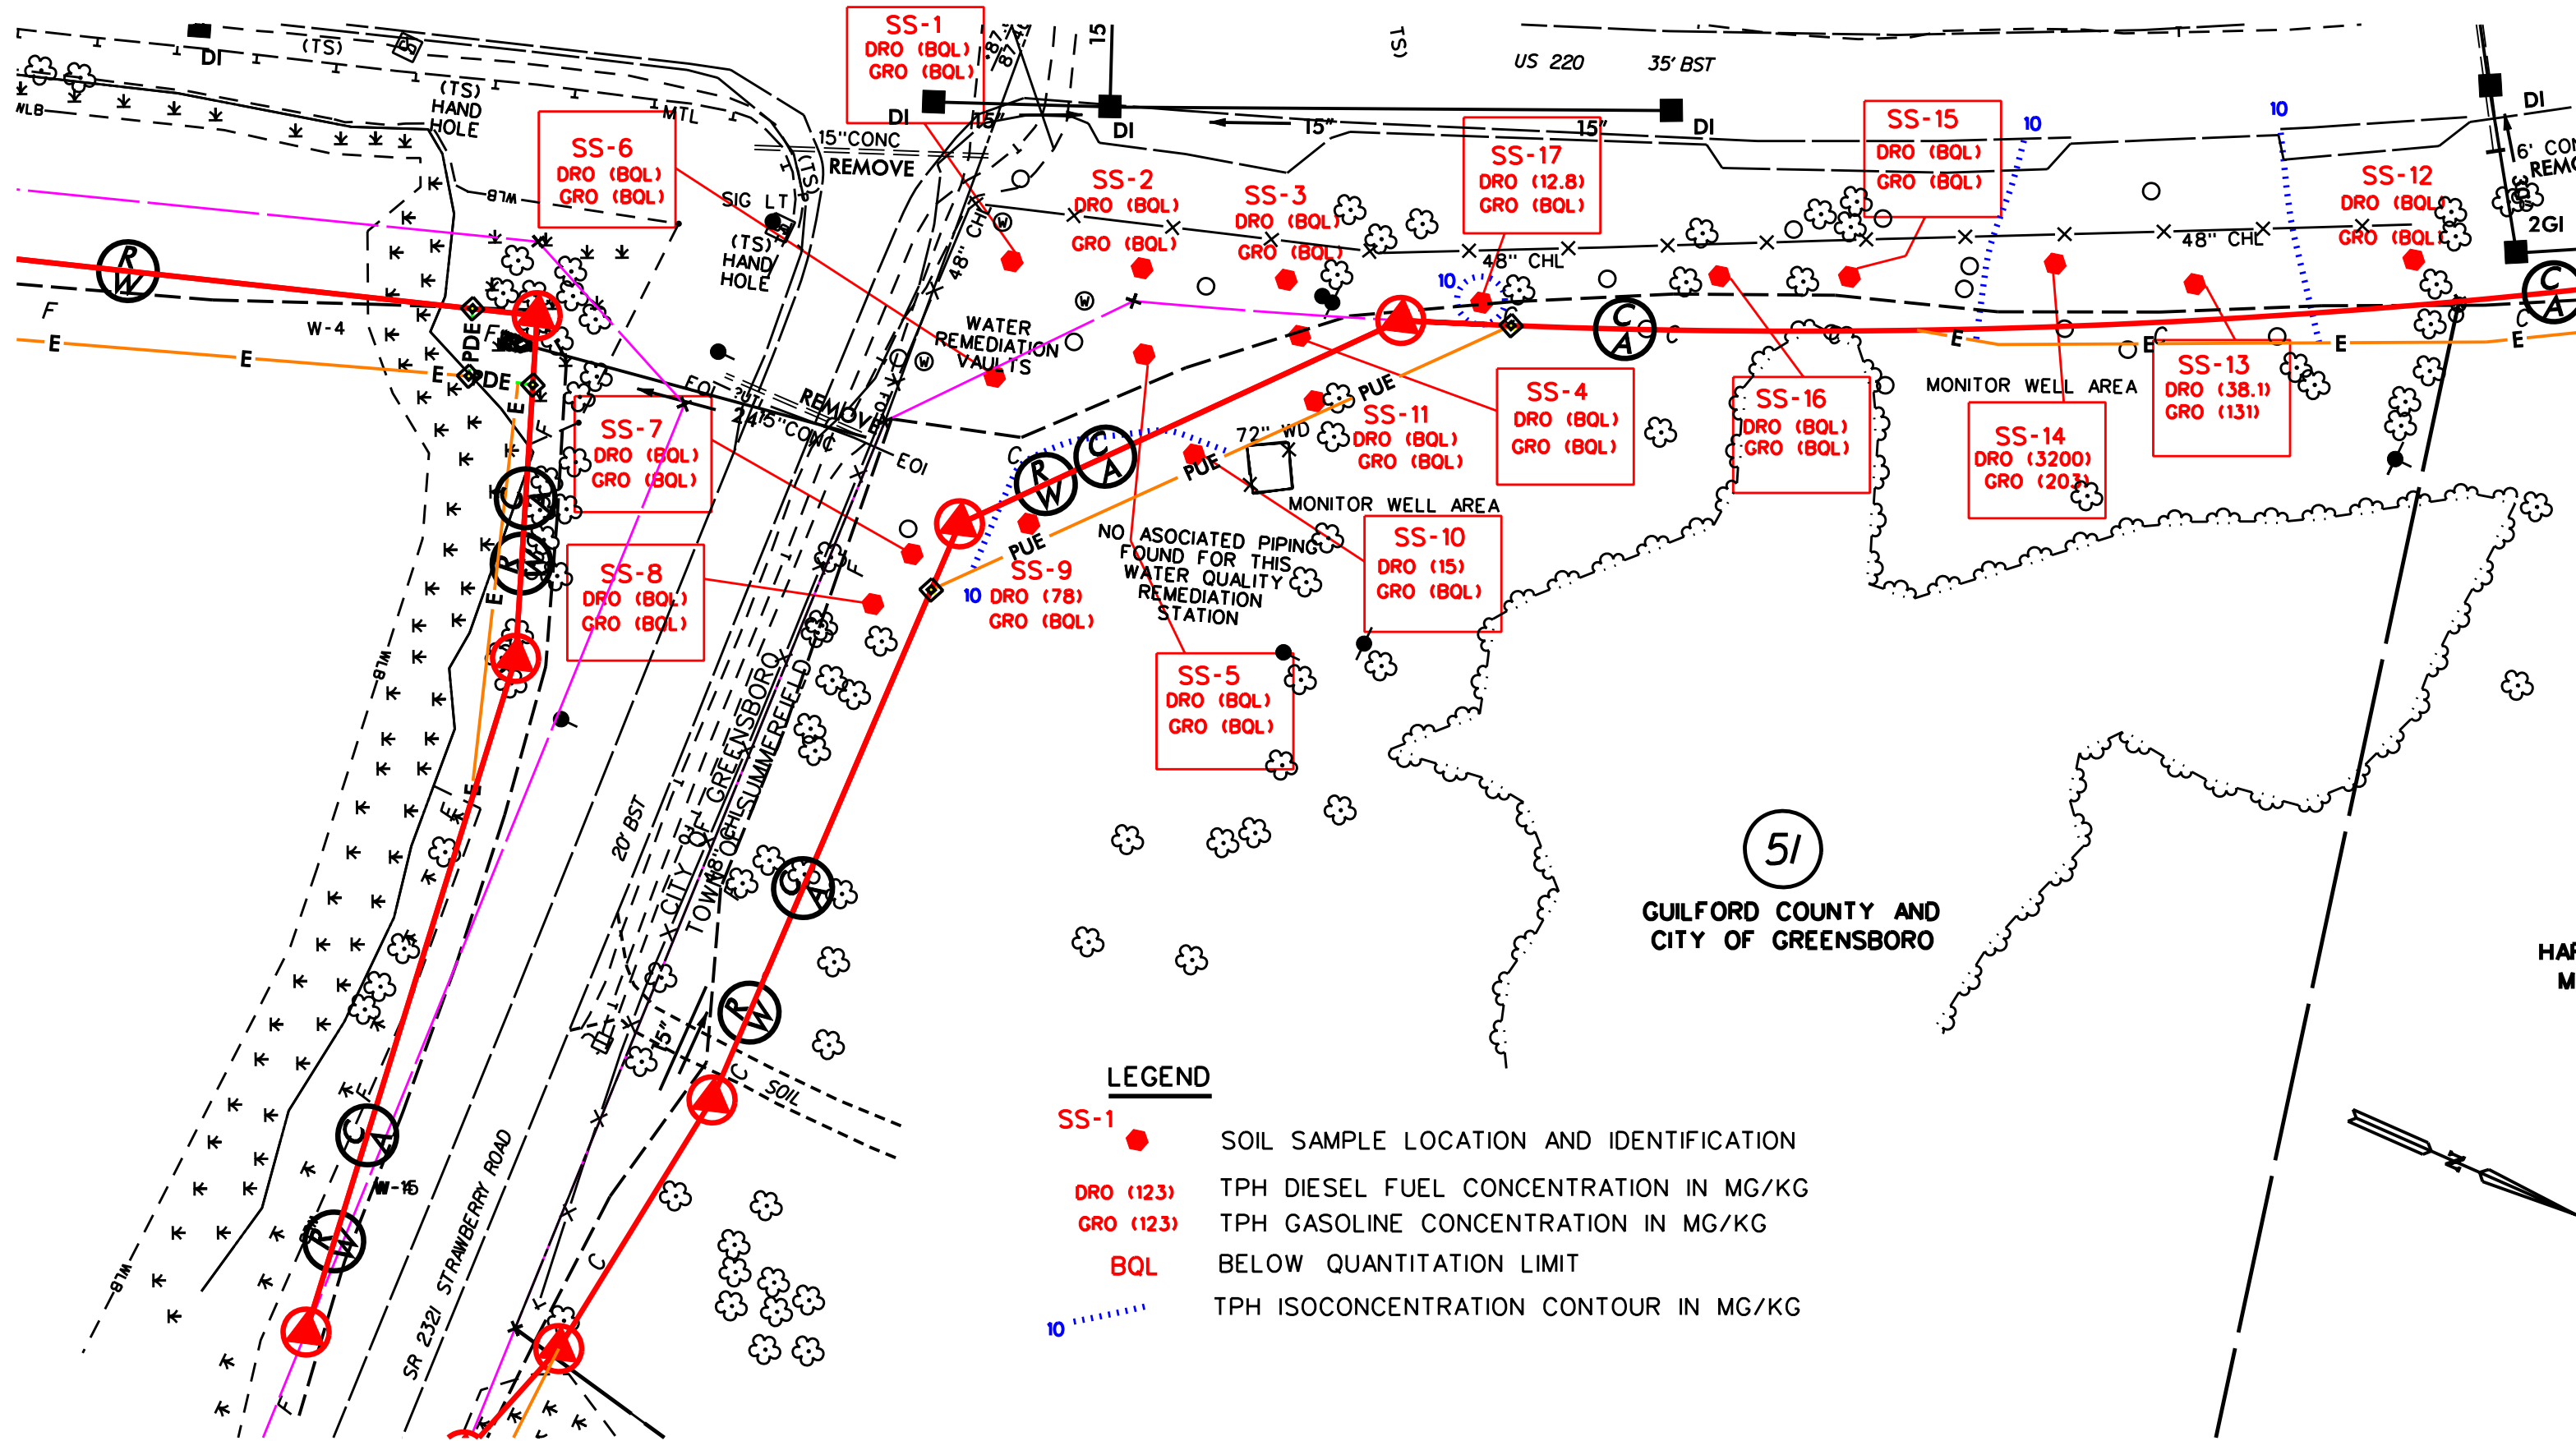 SS-1
DRO (BQL)
GRO (BQL)
DI
(TS)
S
(TS)
HAND
HOLE
WLB
MTL
SS-6
DRO (BQL)
GRO (BQL)
WLB
SIG LT
(TS)
HAND
HOLE
(TS)
15"CONC
REMOVE
DI
15"
DI
15
15"
15"
DI
TS)
US 220
35' BST
SS-2
DRO (BQL)
GRO (BQL)
SS-3
DRO (BQL)
GRO (BQL)
SS-17
DRO (12.8)
GRO (BQL)
SS-15
DRO (BQL)
GRO (BQL)
10
10
SS-12
DRO (BQL)
GRO (BQL)
DI
2GI
48" CHL
48" CHL
48" CHL
10
R
W
F
W-4
E
E
E
PDE
PDE
E
WATER
REMEDIATION
VAULTS
W
W
W
C
A
C
C
A
C
E
E
E
E
MONITOR WELL AREA
SS-13
DRO (38.1)
GRO (131)
SS-14
DRO (3200)
GRO (203)
SS-16
DRO (BQL)
GRO (BQL)
SS-4
DRO (BQL)
GRO (BQL)
SS-11
DRO (BQL)
GRO (BQL)
PUE
72" WD
PUE
MONITOR WELL AREA
REMOVE
24"
15"CONC
EOI
EOI
SS-7
DRO (BQL)
GRO (BQL)
SS-8
DRO (BQL)
GRO (BQL)
C
R
W
C
A
PUE
SS-9
10
DRO (78)
GRO (BQL)
NO ASOCIATED PIPING
FOUND FOR THIS
WATER QUALITY
REMEDIATION
STATION
SS-10
DRO (15)
GRO (BQL)
SS-5
DRO (BQL)
GRO (BQL)
C
A
R
W
E
E
F
F
WLB
20' BST
CITY OF GREENSBORO
TOWN OF SUMMERFIELD
48" CHL
C
A
R
W
15"
C
SOIL
51
GUILFORD COUNTY AND
CITY OF GREENSBORO
HAR
M
N
C
A
F
R
W
WLB
SR 2321 STRAWBERRY ROAD
C
F
LEGEND
SS-1
SOIL SAMPLE LOCATION AND IDENTIFICATION
DRO (123) TPH DIESEL FUEL CONCENTRATION IN MG/KG
GRO (123) TPH GASOLINE CONCENTRATION IN MG/KG
BQL BELOW QUANTITATION LIMIT
10 TPH ISOCONCENTRATION CONTOUR IN MG/KG